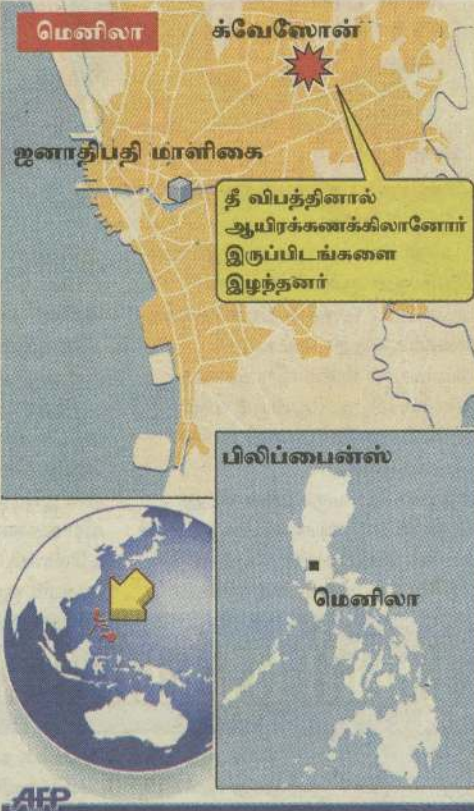 மெனிலா
க்வேஸோன்
ஜனாதிபதி மாளிகை
தீ விபத்தினால்
ஆயிரக்கணக்கிலானோர்
இருப்பிடங்களை
இழந்தனர்
பிலிப்பைன்ஸ்
மெனிலா
AFP